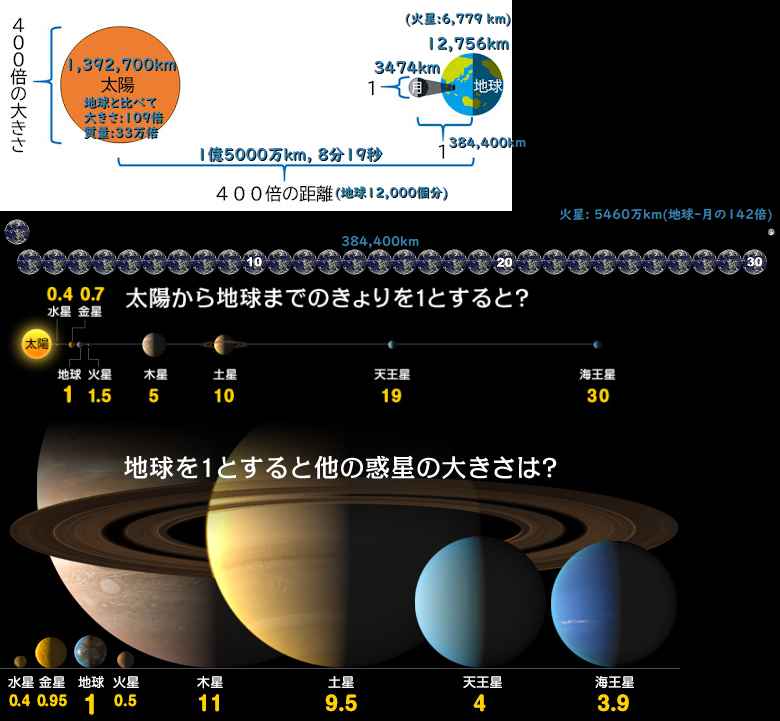 400倍の大きさ
(火星:6,779 km)
12,756km
1,392,700km
太陽
地球と比べて
大きさ:109倍
質量:33万倍
3474km
1
月
地球
1
384,400km
1億5000万km, 8分19秒
400倍の距離(地球12,000個分)
火星: 5460万km(地球-月の142倍)
384,400km
10
20
30
0.4 0.7
水星 金星
太陽から地球までのきょりを1とすると?
太陽
地球 火星 木星 土星 天王星 海王星
1 1.5 5 10 19 30
地球を1とすると他の惑星の大きさは?
水星 金星 地球 火星 木星 土星 天王星 海王星
0.4 0.95 1 0.5 11 9.5 4 3.9